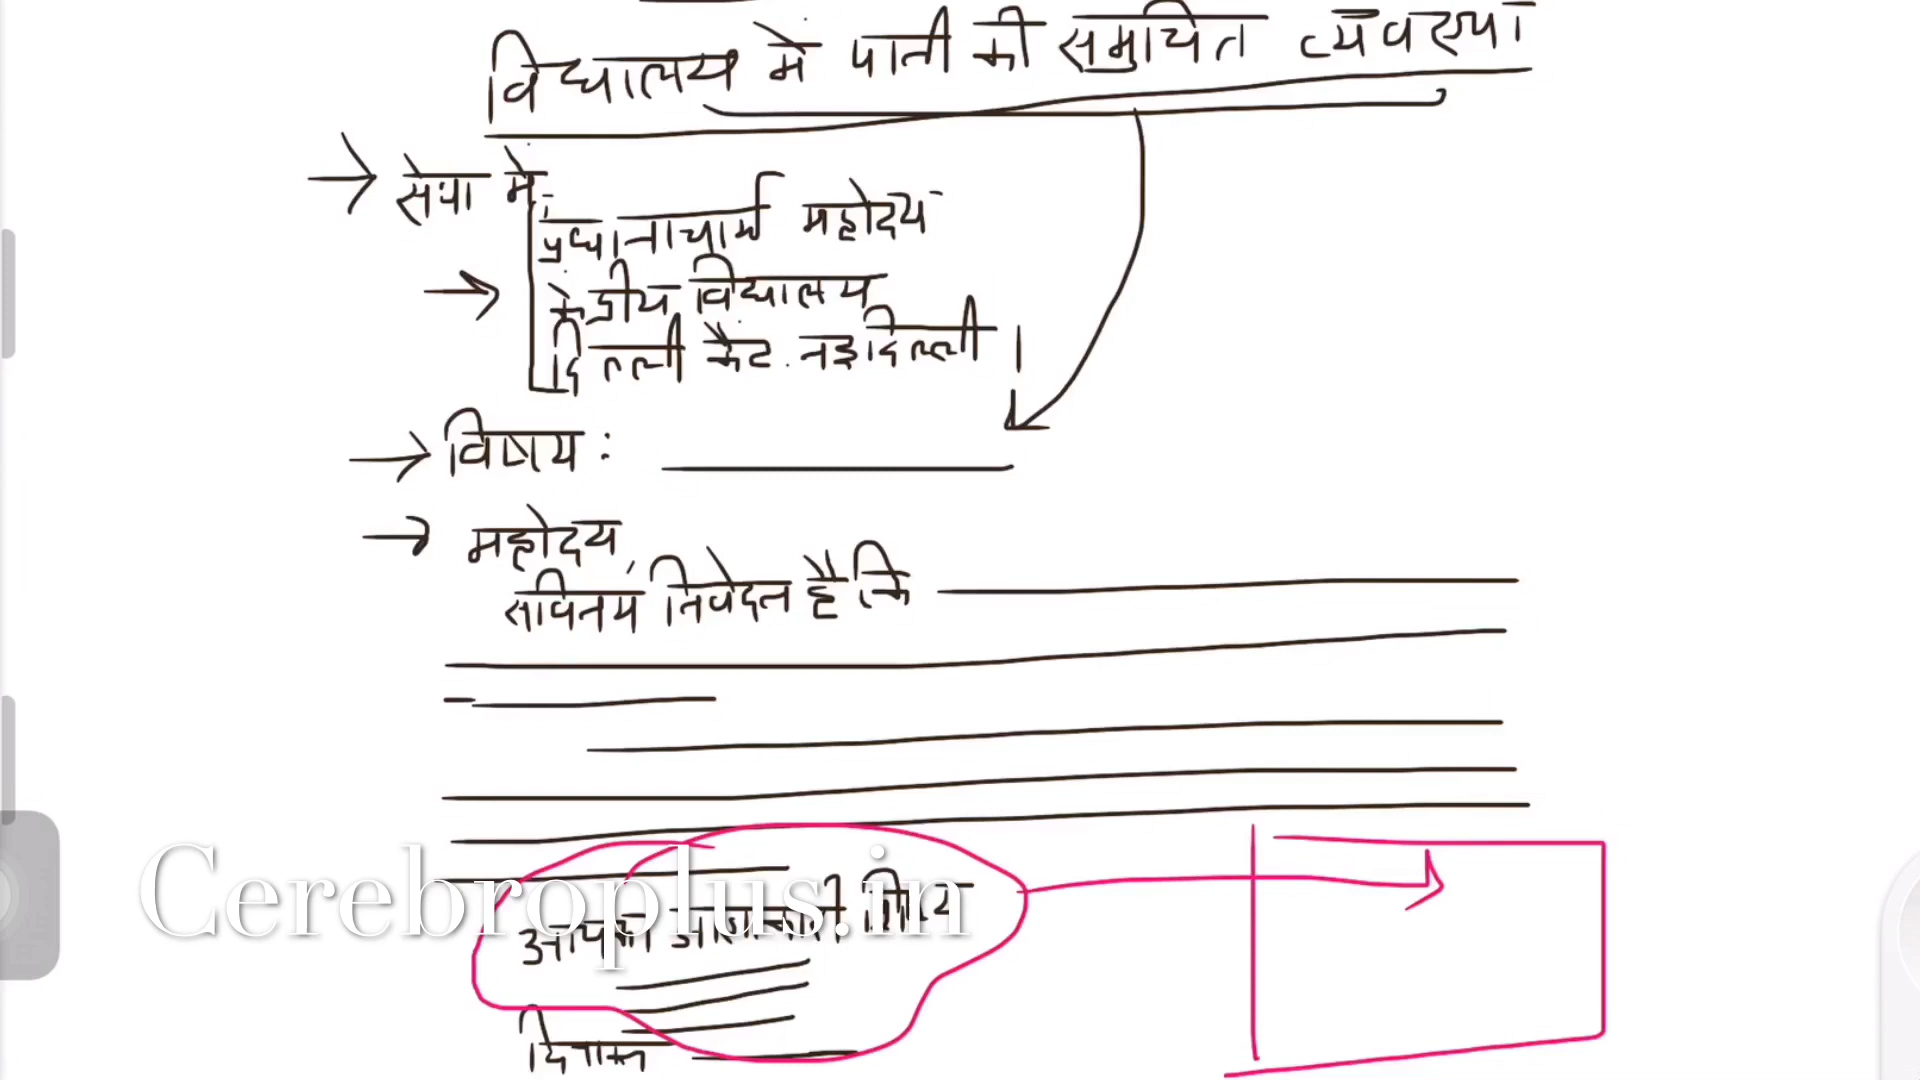 विद्यालय में पानी की समुचित व्यवस्था
सेवा में,
प्रधानाचार्य महोदय
केंद्रीय विद्यालय
दिल्ली कैंट. नई दिल्ली।
विषय :
महोदय,
सविनय निवेदन है कि
Cerebroplus.in
आपका आज्ञाकारी शिष्य
दिनांक